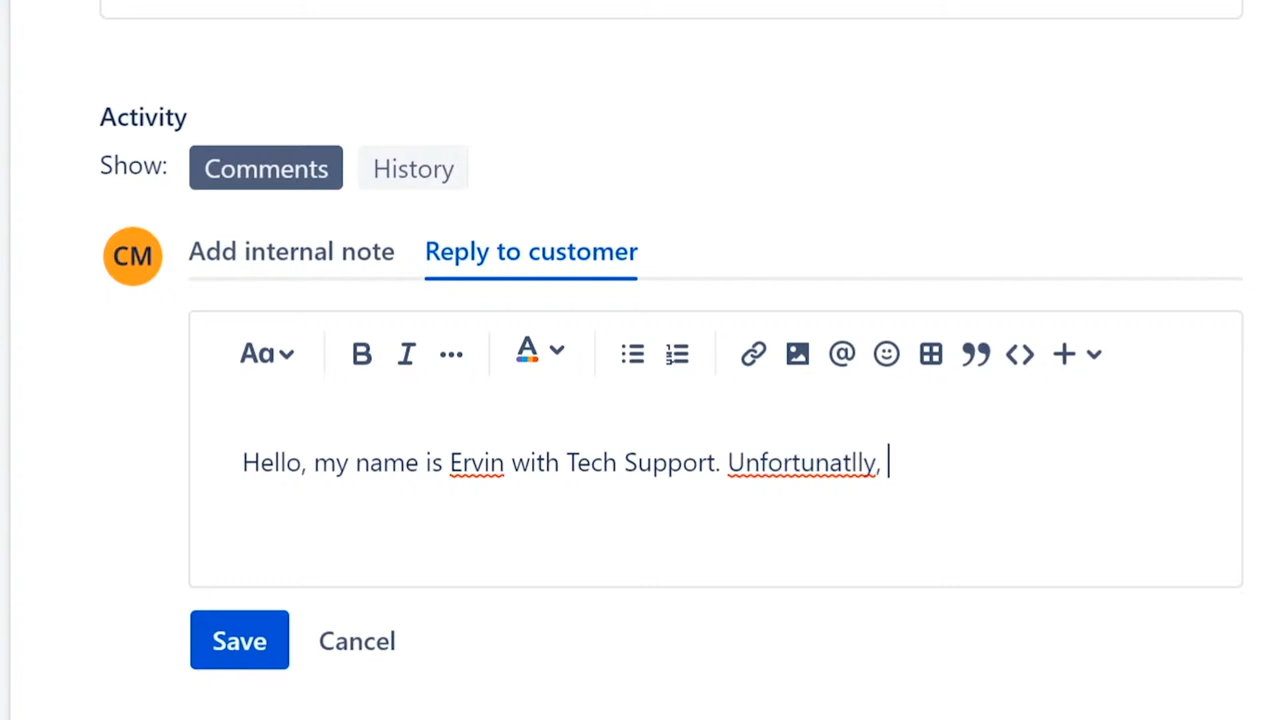 Activity
Show: Comments History
CM Add internal note Reply to customer
Aa B I ... A @ <> +
Hello, my name is Ervin with Tech Support. Unfortunatlly,
Save Cancel